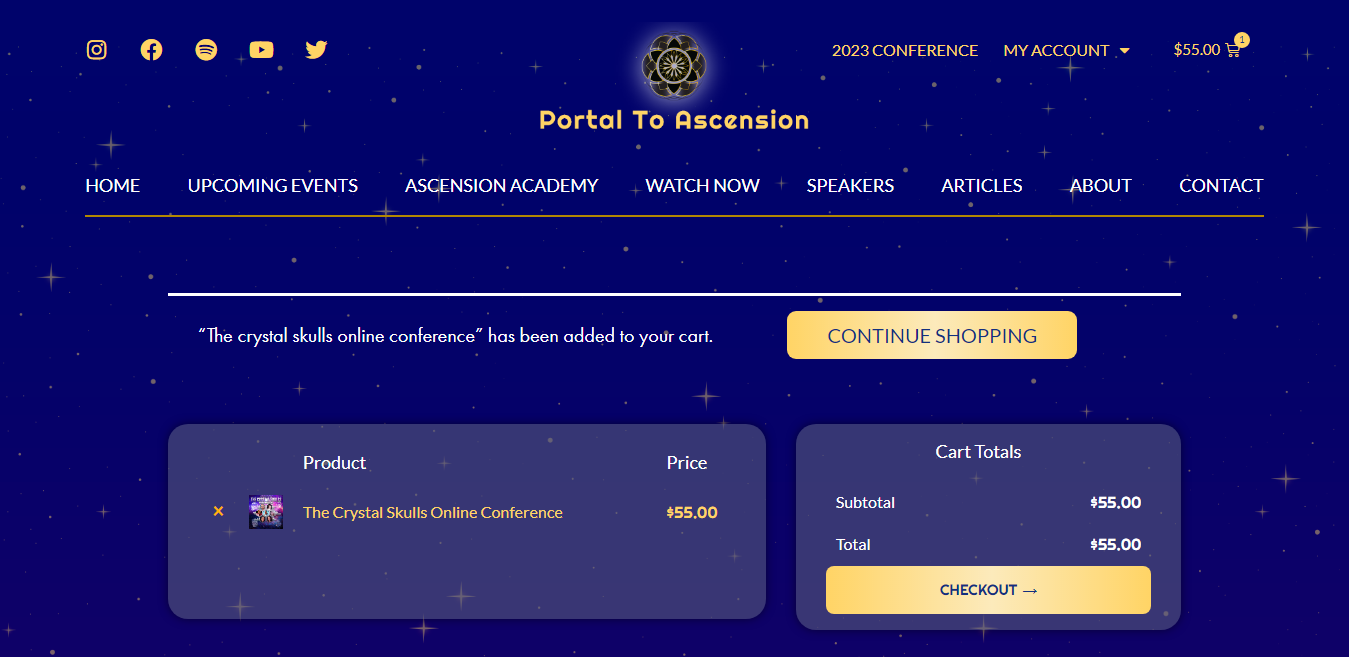 2023 CONFERENCE MY ACCOUNT $55.00 1
Portal To Ascension
HOME UPCOMING EVENTS ASCENSION ACADEMY WATCH NOW SPEAKERS ARTICLES ABOUT CONTACT
“The crystal skulls online conference” has been added to your cart. CONTINUE SHOPPING
Product Price
× The Crystal Skulls Online Conference $55.00
Cart Totals
Subtotal $55.00
Total $55.00
CHECKOUT →